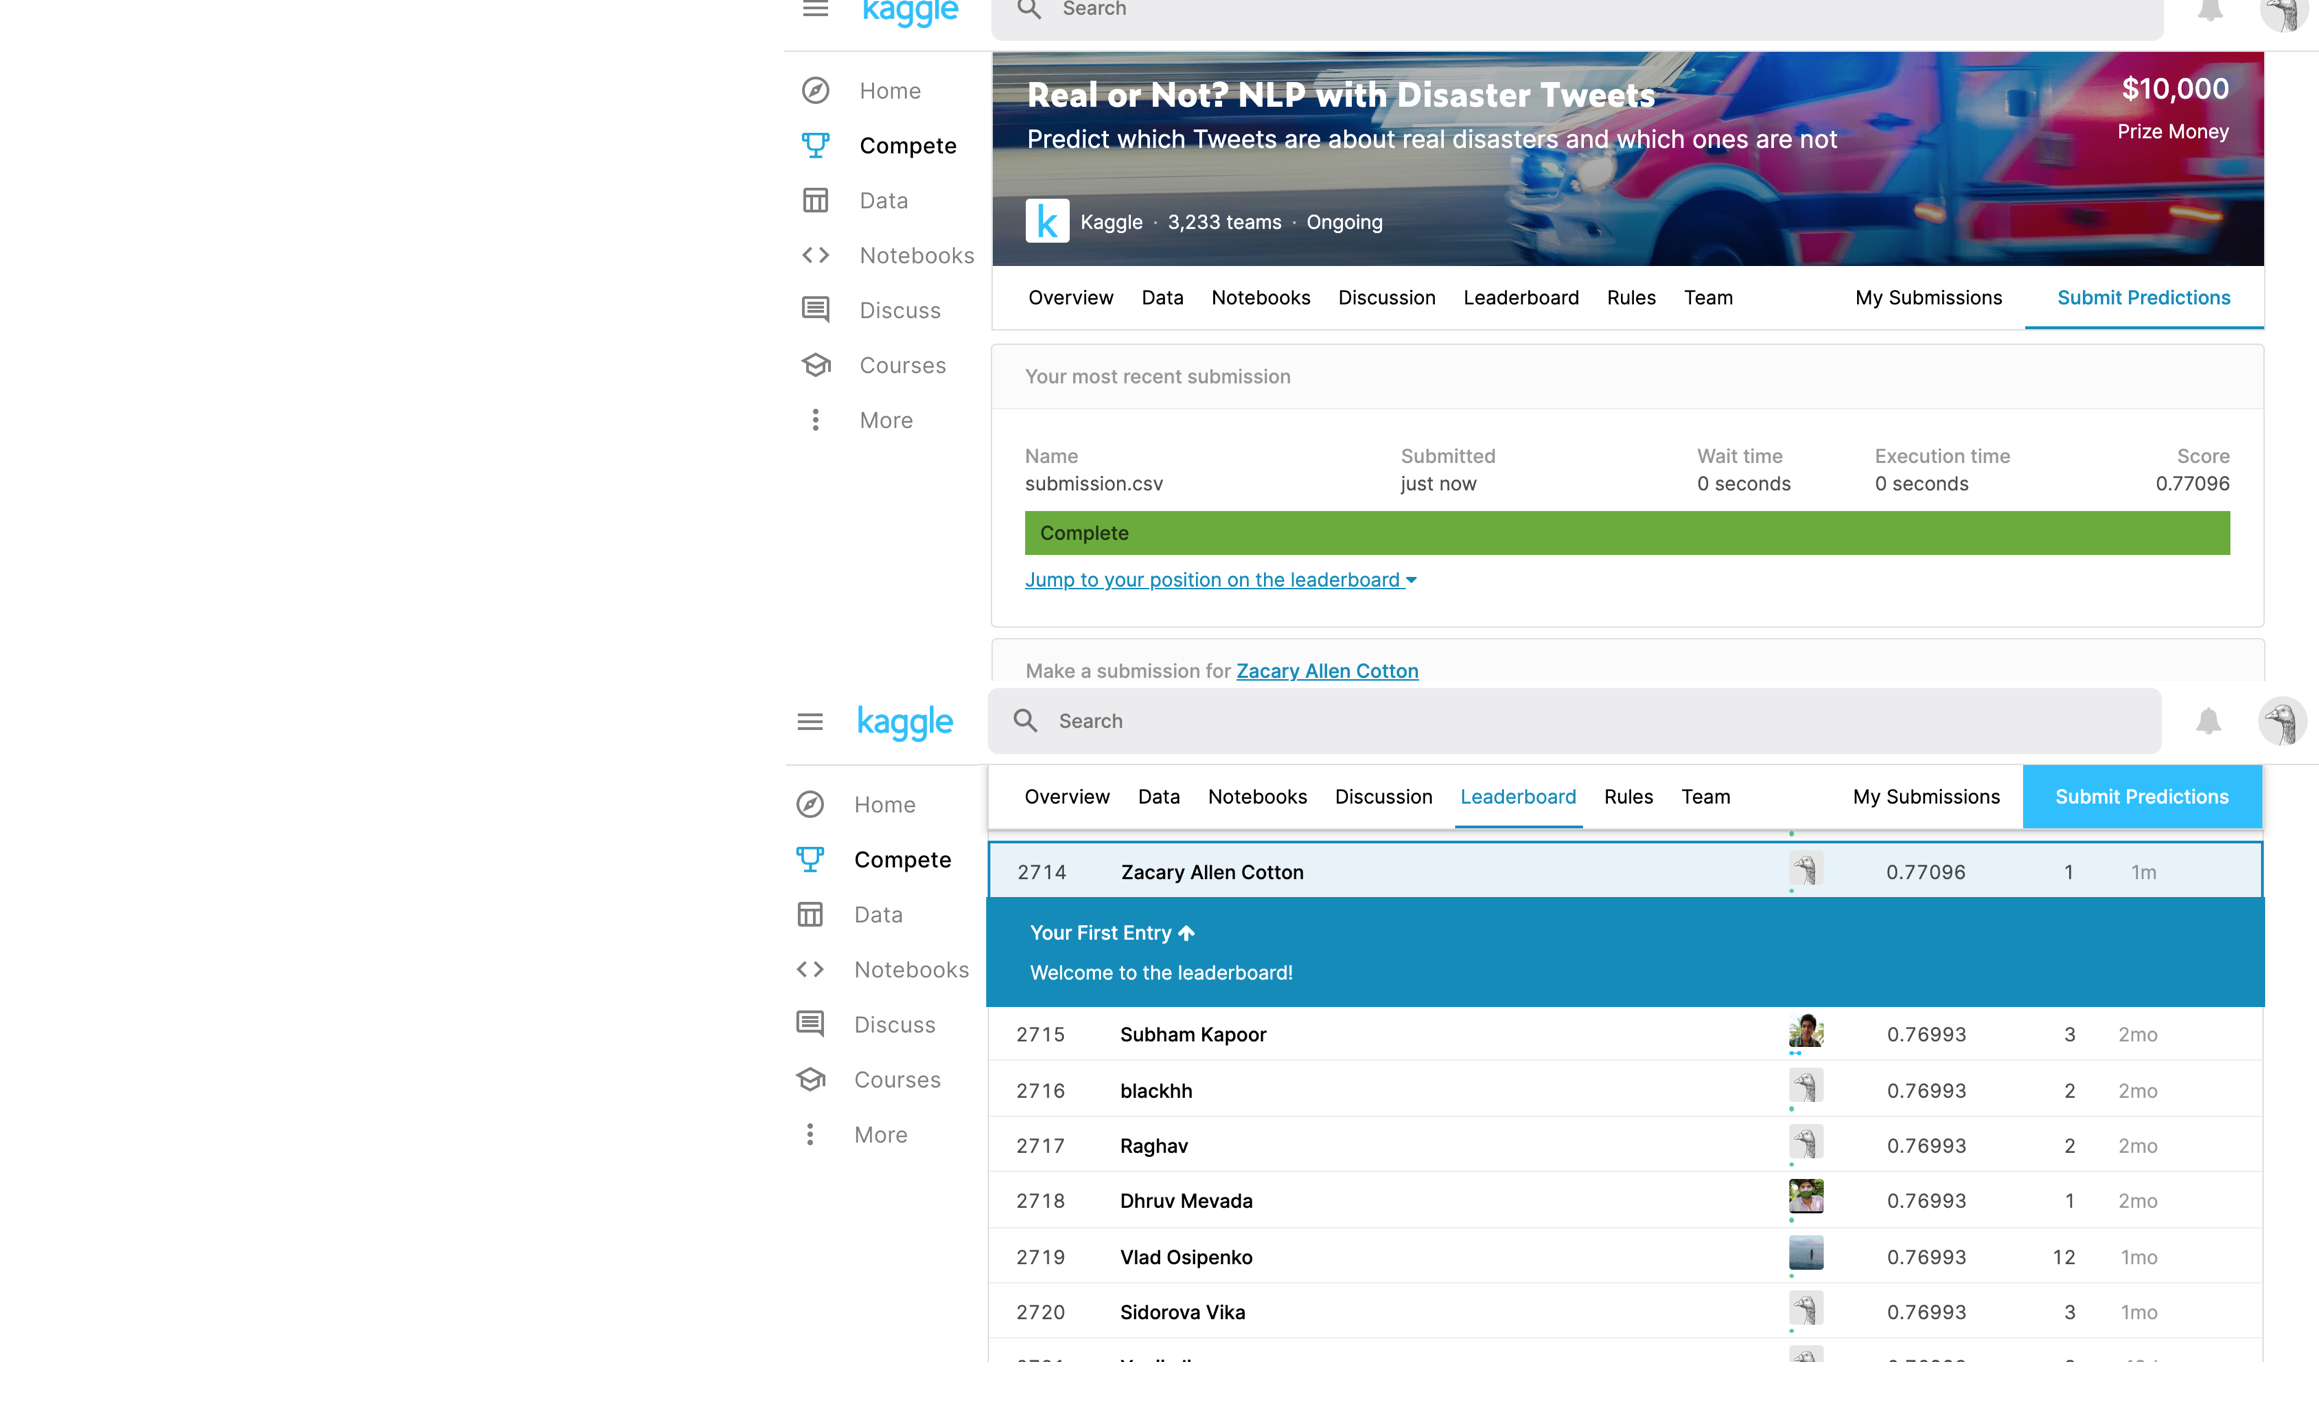 kaggle
Search
Home
Compete
Data
Notebooks
Discuss
Courses
More
Real or Not? NLP with Disaster Tweets
Predict which Tweets are about real disasters and which ones are not
$10,000
Prize Money
k Kaggle · 3,233 teams · Ongoing
Overview Data Notebooks Discussion Leaderboard Rules Team My Submissions Submit Predictions
Your most recent submission
Name Submitted Wait time Execution time Score
submission.csv just now 0 seconds 0 seconds 0.77096
Complete
Jump to your position on the leaderboard
Make a submission for Zacary Allen Cotton
kaggle
Search
Home
Compete
Data
Notebooks
Discuss
Courses
More
Overview Data Notebooks Discussion Leaderboard Rules Team My Submissions Submit Predictions
2714 Zacary Allen Cotton 0.77096 1 1m
Your First Entry
Welcome to the leaderboard!
2715 Subham Kapoor 0.76993 3 2mo
2716 blackhh 0.76993 2 2mo
2717 Raghav 0.76993 2 2mo
2718 Dhruv Mevada 0.76993 1 2mo
2719 Vlad Osipenko 0.76993 12 1mo
2720 Sidorova Vika 0.76993 3 1mo